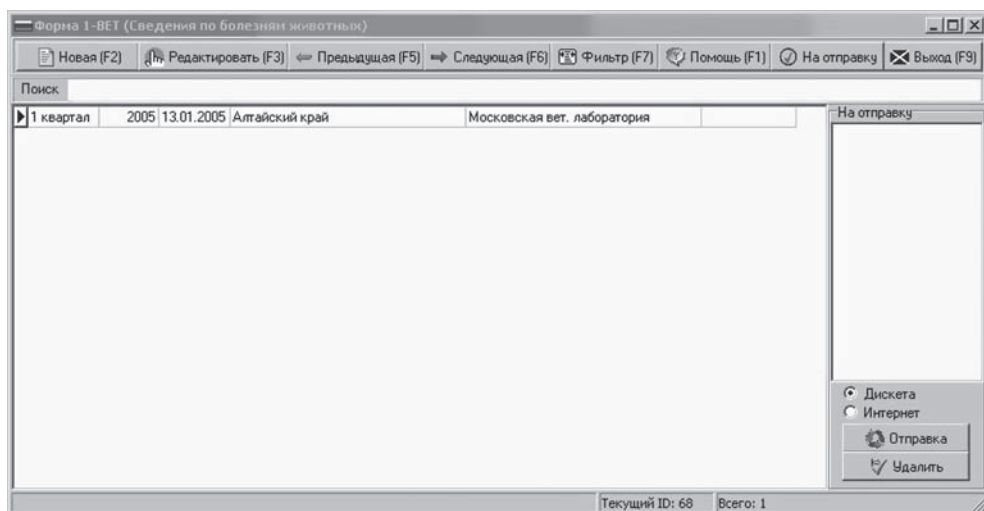 Форма 1-ВЕТ (Сведения по болезням животных)
Новая (F2) Редактировать (F3) Предыдущая (F5) Следующая (F6) Фильтр (F7) Помощь (F1) На отправку Выход (F9)
Поиск
1 квартал 2005 13.01.2005 Алтайский край Московская вет. лаборатория
На отправку
Дискета
Интернет
Отправка
Удалить
Текущий ID: 68 Всего: 1